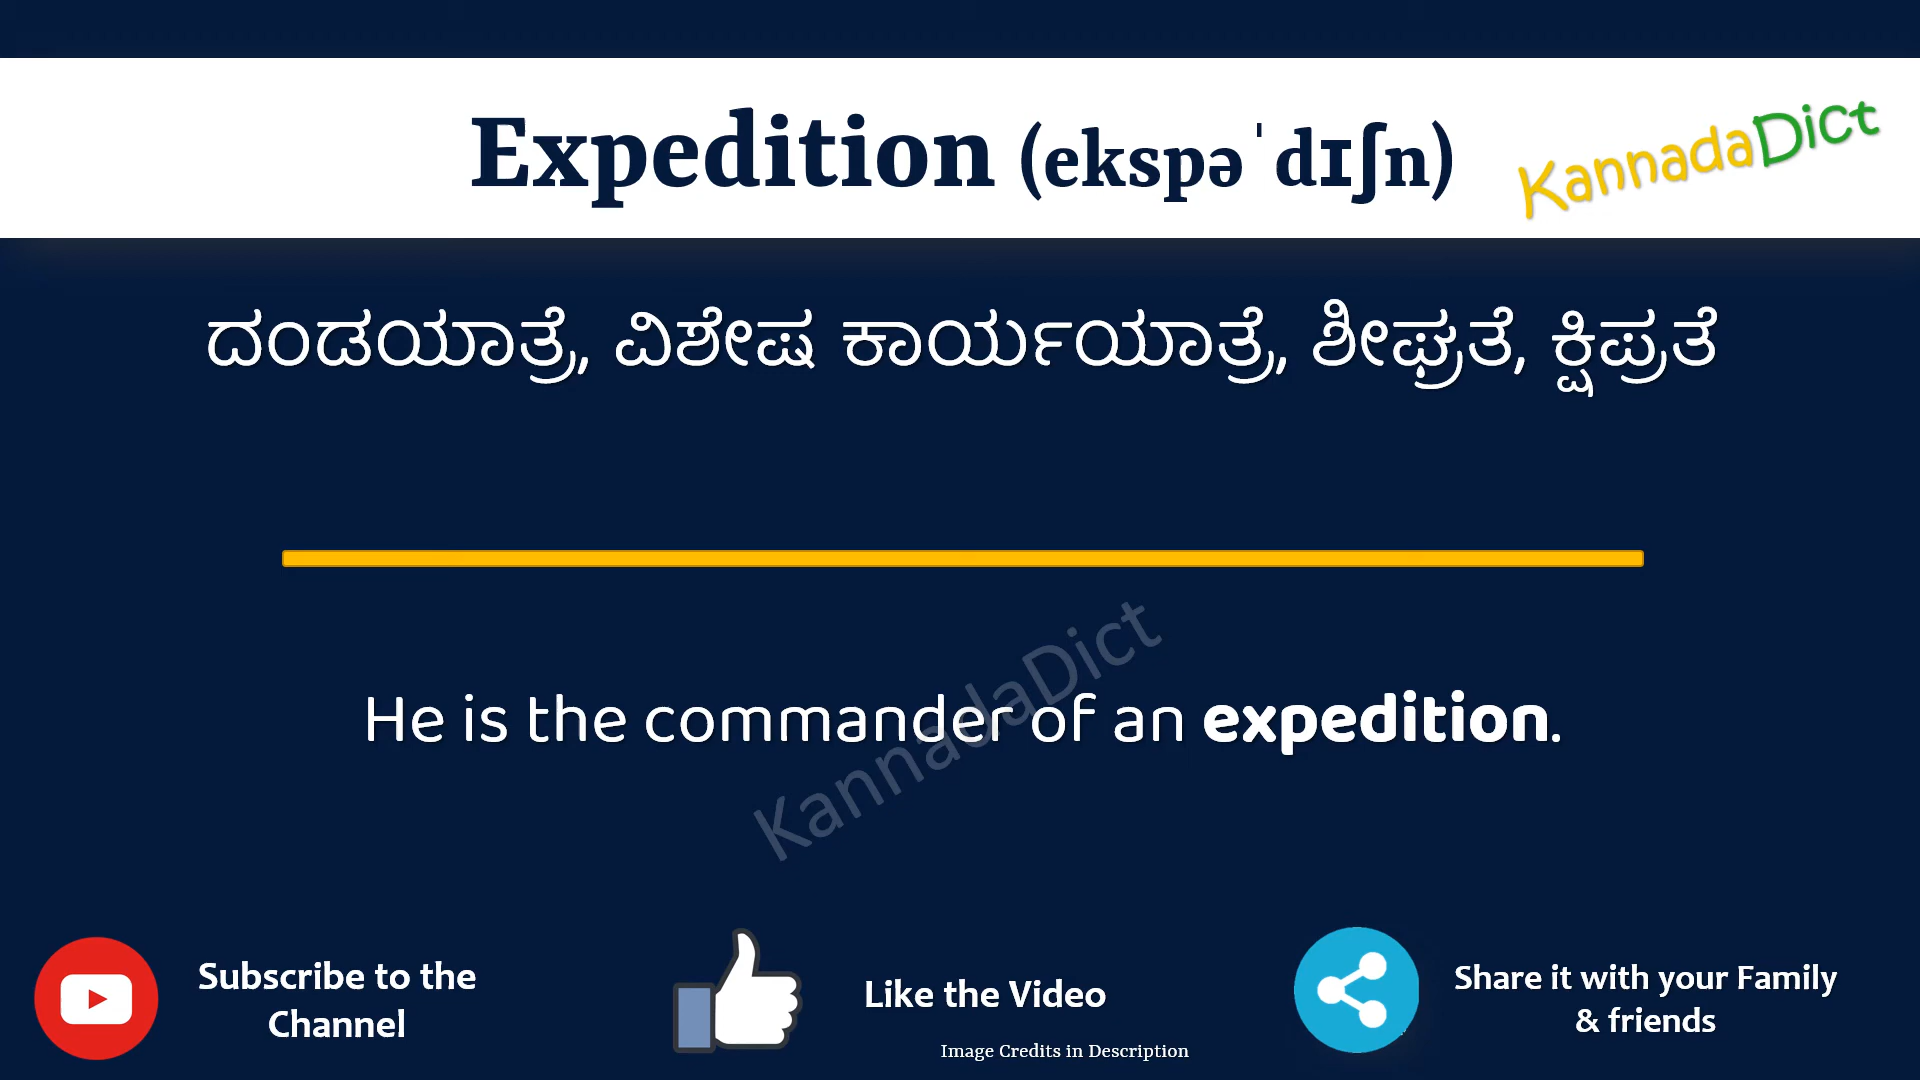 Expedition (ekspəˈdɪʃn)
KannadaDict
ದಂಡಯಾತ್ರೆ, ವಿಶೇಷ ಕಾರ್ಯಯಾತ್ರೆ, ಶೀಘ್ರತೆ, ಕ್ಷಿಪ್ರತೆ
KannadaDict
He is the commander of an expedition.
Subscribe to the
Channel
Like the Video
Share it with your Family
& friends
Image Credits in Description